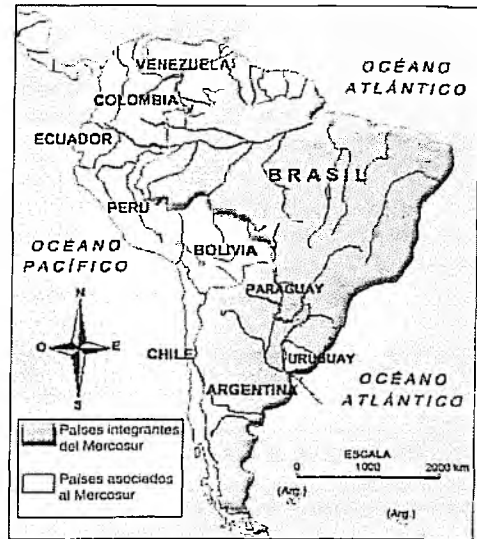 VENEZUELA
COLOMBIA
ECUADOR
PERÚ
BRASIL
BOLIVIA
PARAGUAY
CHILE
URUGUAY
ARGENTINA
OCÉANO
ATLÁNTICO
OCÉANO
PACÍFICO
OCÉANO
ATLÁNTICO
N
O
E
S
Países integrantes
del Mercosur
Países asociados
al Mercosur
ESCALA
0 1000 2000 km
(Arg.)
(Arg.)